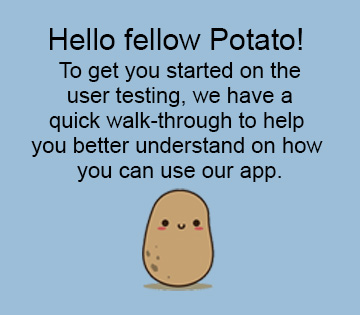 Hello fellow Potato!
To get you started on the
user testing, we have a
quick walk-through to help
you better understand on how
you can use our app.